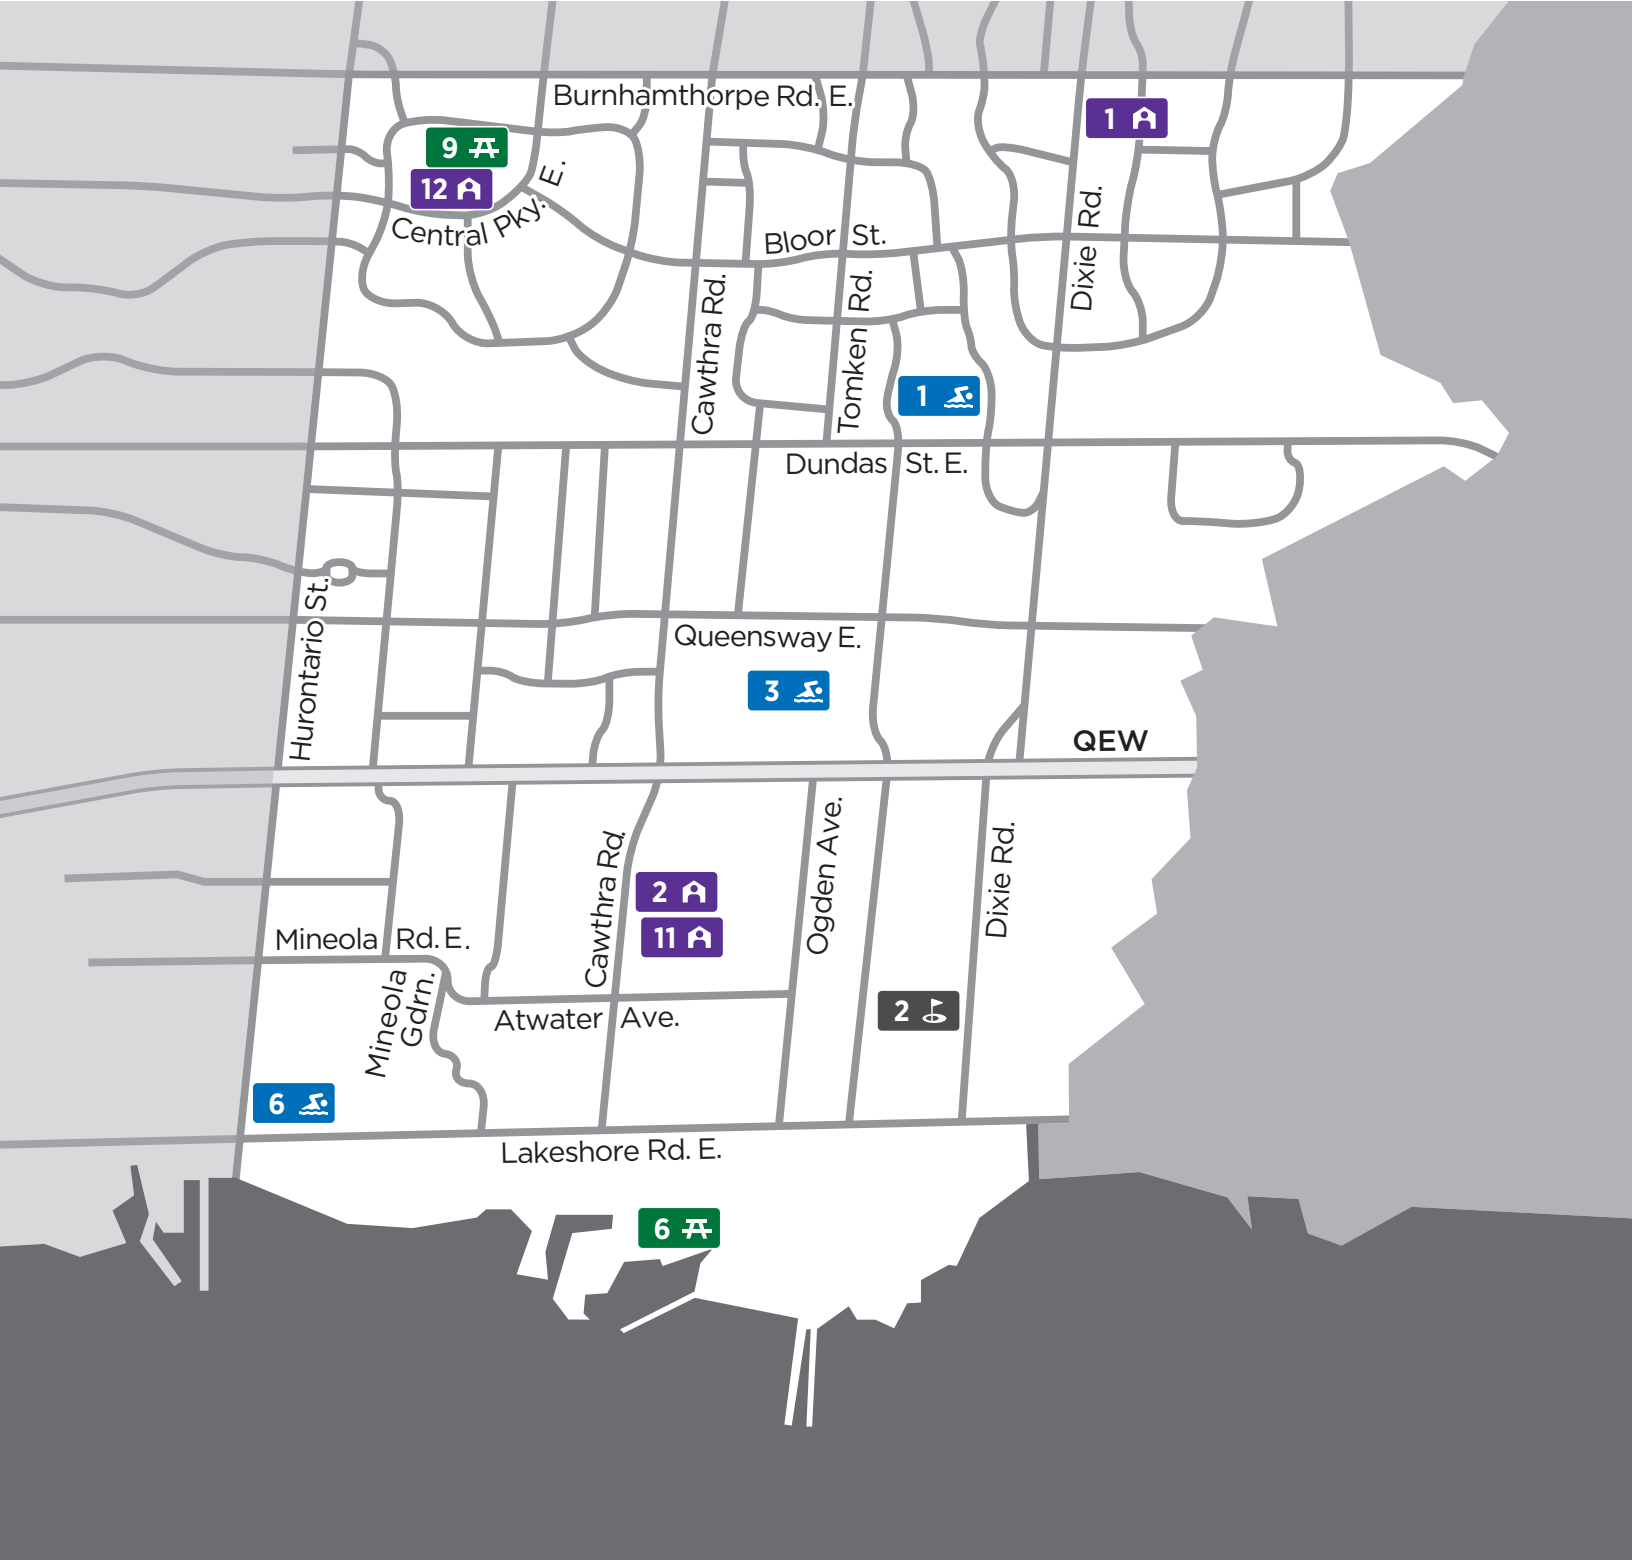 Burnhamthorpe Rd. E.
1
9
12
Central Pky. E.
Bloor St.
Dixie Rd.
Cawthra Rd.
Tomken Rd.
1
Dundas St. E.
Hurontario St.
Queensway E.
3
QEW
Cawthra Rd.
Ogden Ave.
Dixie Rd.
2
11
Mineola Rd. E.
Mineola
Gdrn.
Atwater Ave.
2
6
Lakeshore Rd. E.
6